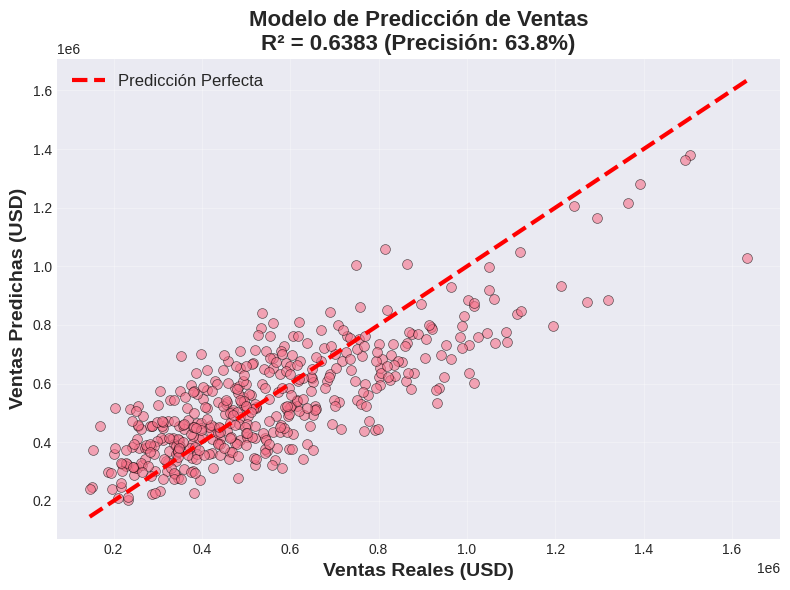 Modelo de Predicción de Ventas
R² = 0.6383 (Precisión: 63.8%)
1e6
Predicción Perfecta
1.6
1.4
1.2
1.0
0.8
0.6
0.4
0.2
Ventas Predichas (USD)
0.2 0.4 0.6 0.8 1.0 1.2 1.4 1.6
1e6
Ventas Reales (USD)